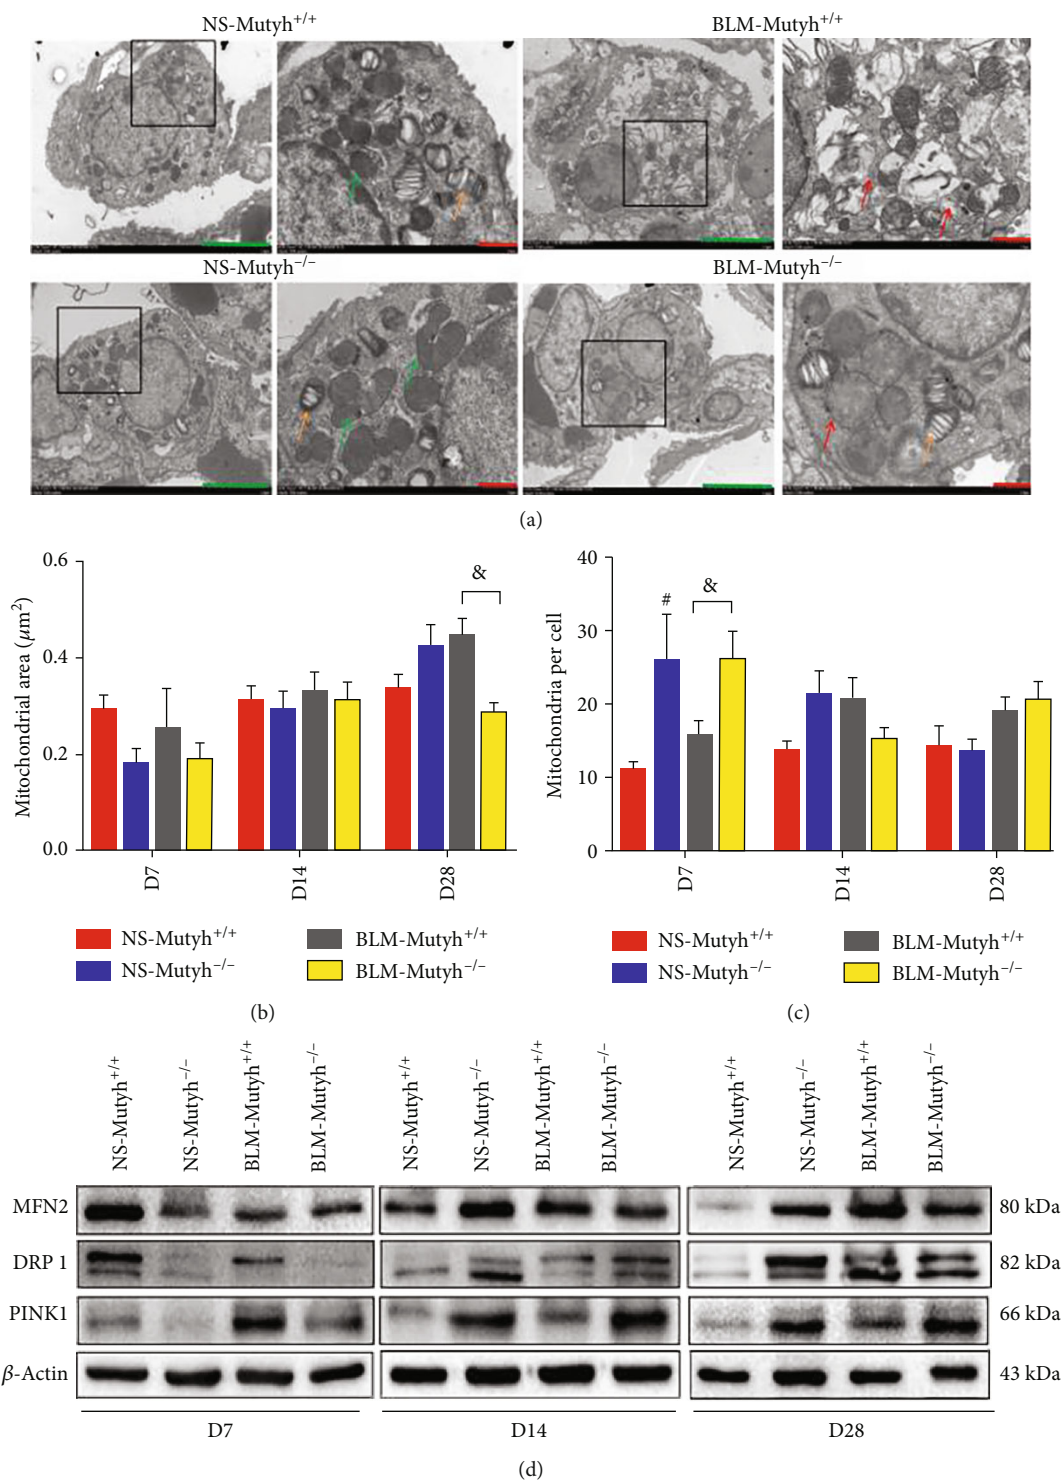 NS-Mutyh+/+ BLM-Mutyh+/+
NS-Mutyh−/− BLM-Mutyh−/−
(a)
Mitochondrial area (μm2)
0.6
0.4
0.2
0.0
&
D7 D14 D28
NS-Mutyh+/+ BLM-Mutyh+/+
NS-Mutyh−/− BLM-Mutyh−/−
(b)
Mitochondria per cell
40
30
20
10
0
# &
D7 D14 D28
NS-Mutyh+/+ BLM-Mutyh+/+
NS-Mutyh−/− BLM-Mutyh−/−
(c)
NS-Mutyh+/+ NS-Mutyh−/− BLM-Mutyh+/+ BLM-Mutyh−/− NS-Mutyh+/+ NS-Mutyh−/− BLM-Mutyh+/+ BLM-Mutyh−/− NS-Mutyh+/+ NS-Mutyh−/− BLM-Mutyh+/+ BLM-Mutyh−/−
MFN2 80 kDa
DRP 1 82 kDa
PINK1 66 kDa
β-Actin 43 kDa
D7 D14 D28
(d)